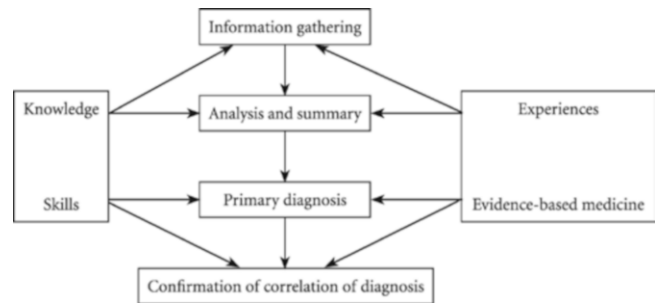 Information gathering
Knowledge
Analysis and summary
Experiences
Skills
Primary diagnosis
Evidence-based medicine
Confirmation of correlation of diagnosis